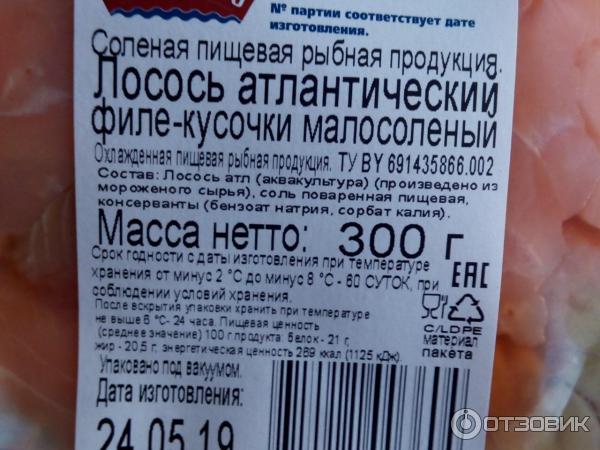 № партии соответствует дате
изготовления.
Соленая пищевая рыбная продукция.
Лосось атлантический
филе-кусочки малосоленый
Охлажденная пищевая рыбная продукция. ТУ BY 691435866.002
Состав: Лосось атл (аквакультура) (произведено из
мороженого сырья), соль поваренная пищевая,
консерванты (бензоат натрия, сорбат калия).
Масса нетто: 300 г
Срок годности с даты изготовления при температуре
хранения от минус 2 °С до минус 8 °С - 60 СУТОК, при
соблюдении условий хранения.
После вскрытия упаковки хранить при температуре
не выше 6 °С- 24 часа. Пищевая ценность
(среднее значение) 100 г продукта: белок - 21 г,
жир - 20,5 г, энергетическая ценность 269 ккал (1125 кДж).
Упаковано под вакуумом.
Дата изготовления:
24.05.19
EAC
C/LDPE
материал
пакета
ОТЗОВИК